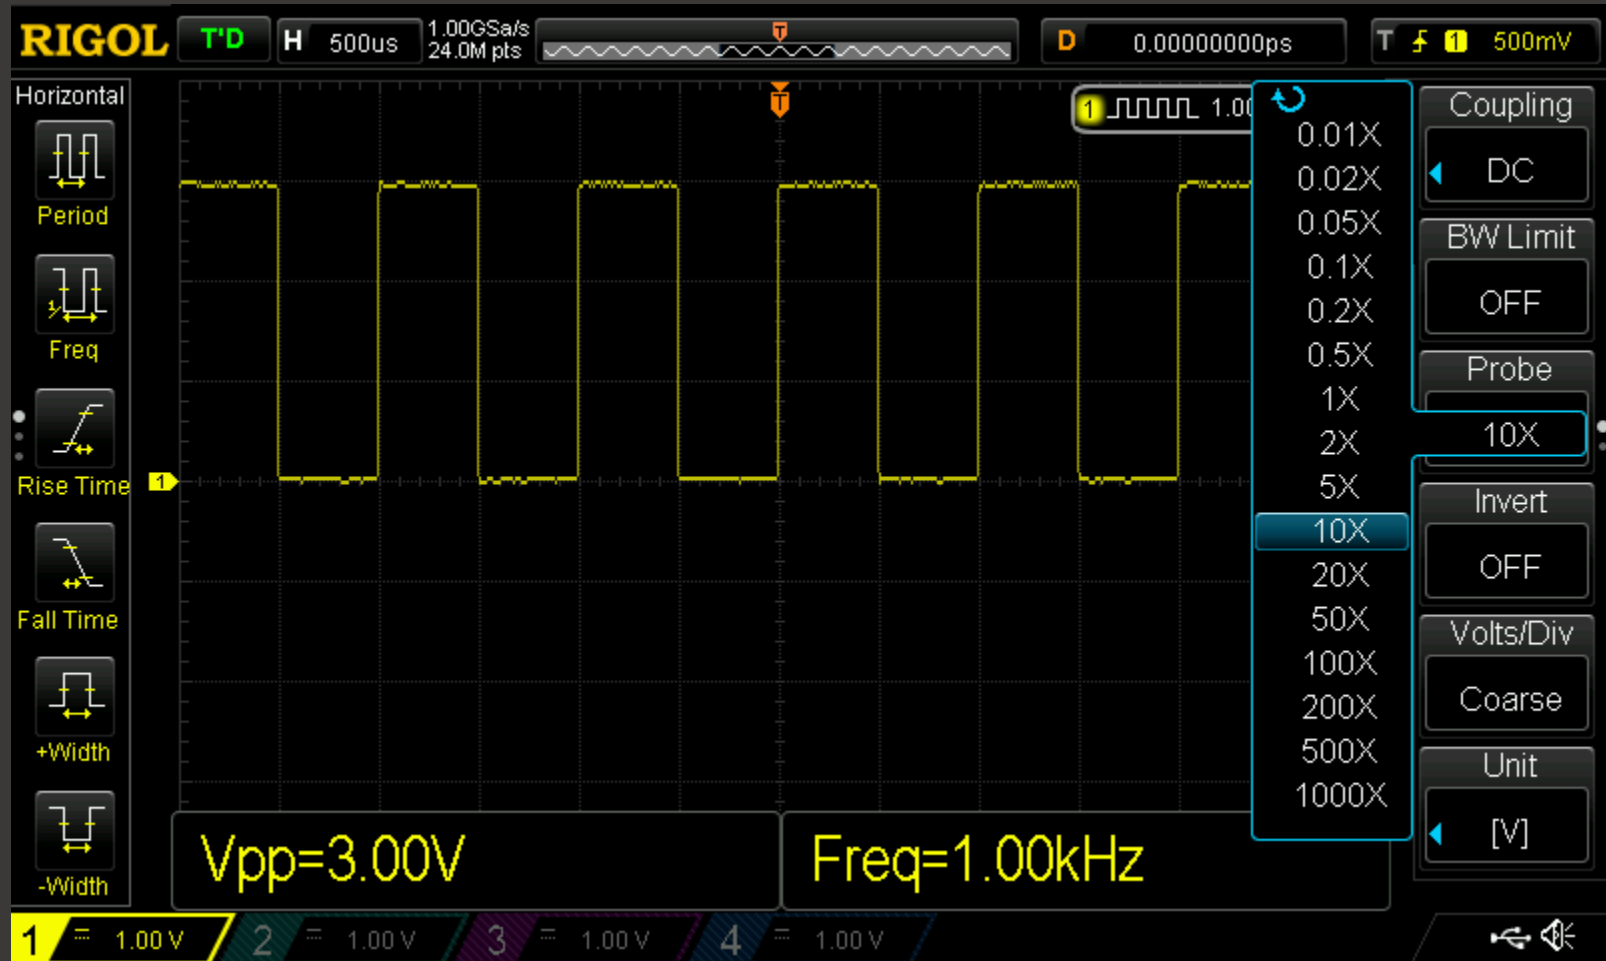 RIGOL T'D H 500us 1.00GSa/s 24.0M pts T D 0.00000000ps T 1 500mV
Horizontal
Period
Freq
Rise Time
Fall Time
+Width
-Width
T
1 1.00
1
0.01X
0.02X
0.05X
0.1X
0.2X
0.5X
1X
2X
5X
10X
20X
50X
100X
200X
500X
1000X
Coupling
DC
BW Limit
OFF
Probe
10X
Invert
OFF
Volts/Div
Coarse
Unit
[V]
Vpp=3.00V Freq=1.00kHz
1 1.00 V 2 1.00 V 3 1.00 V 4 1.00 V